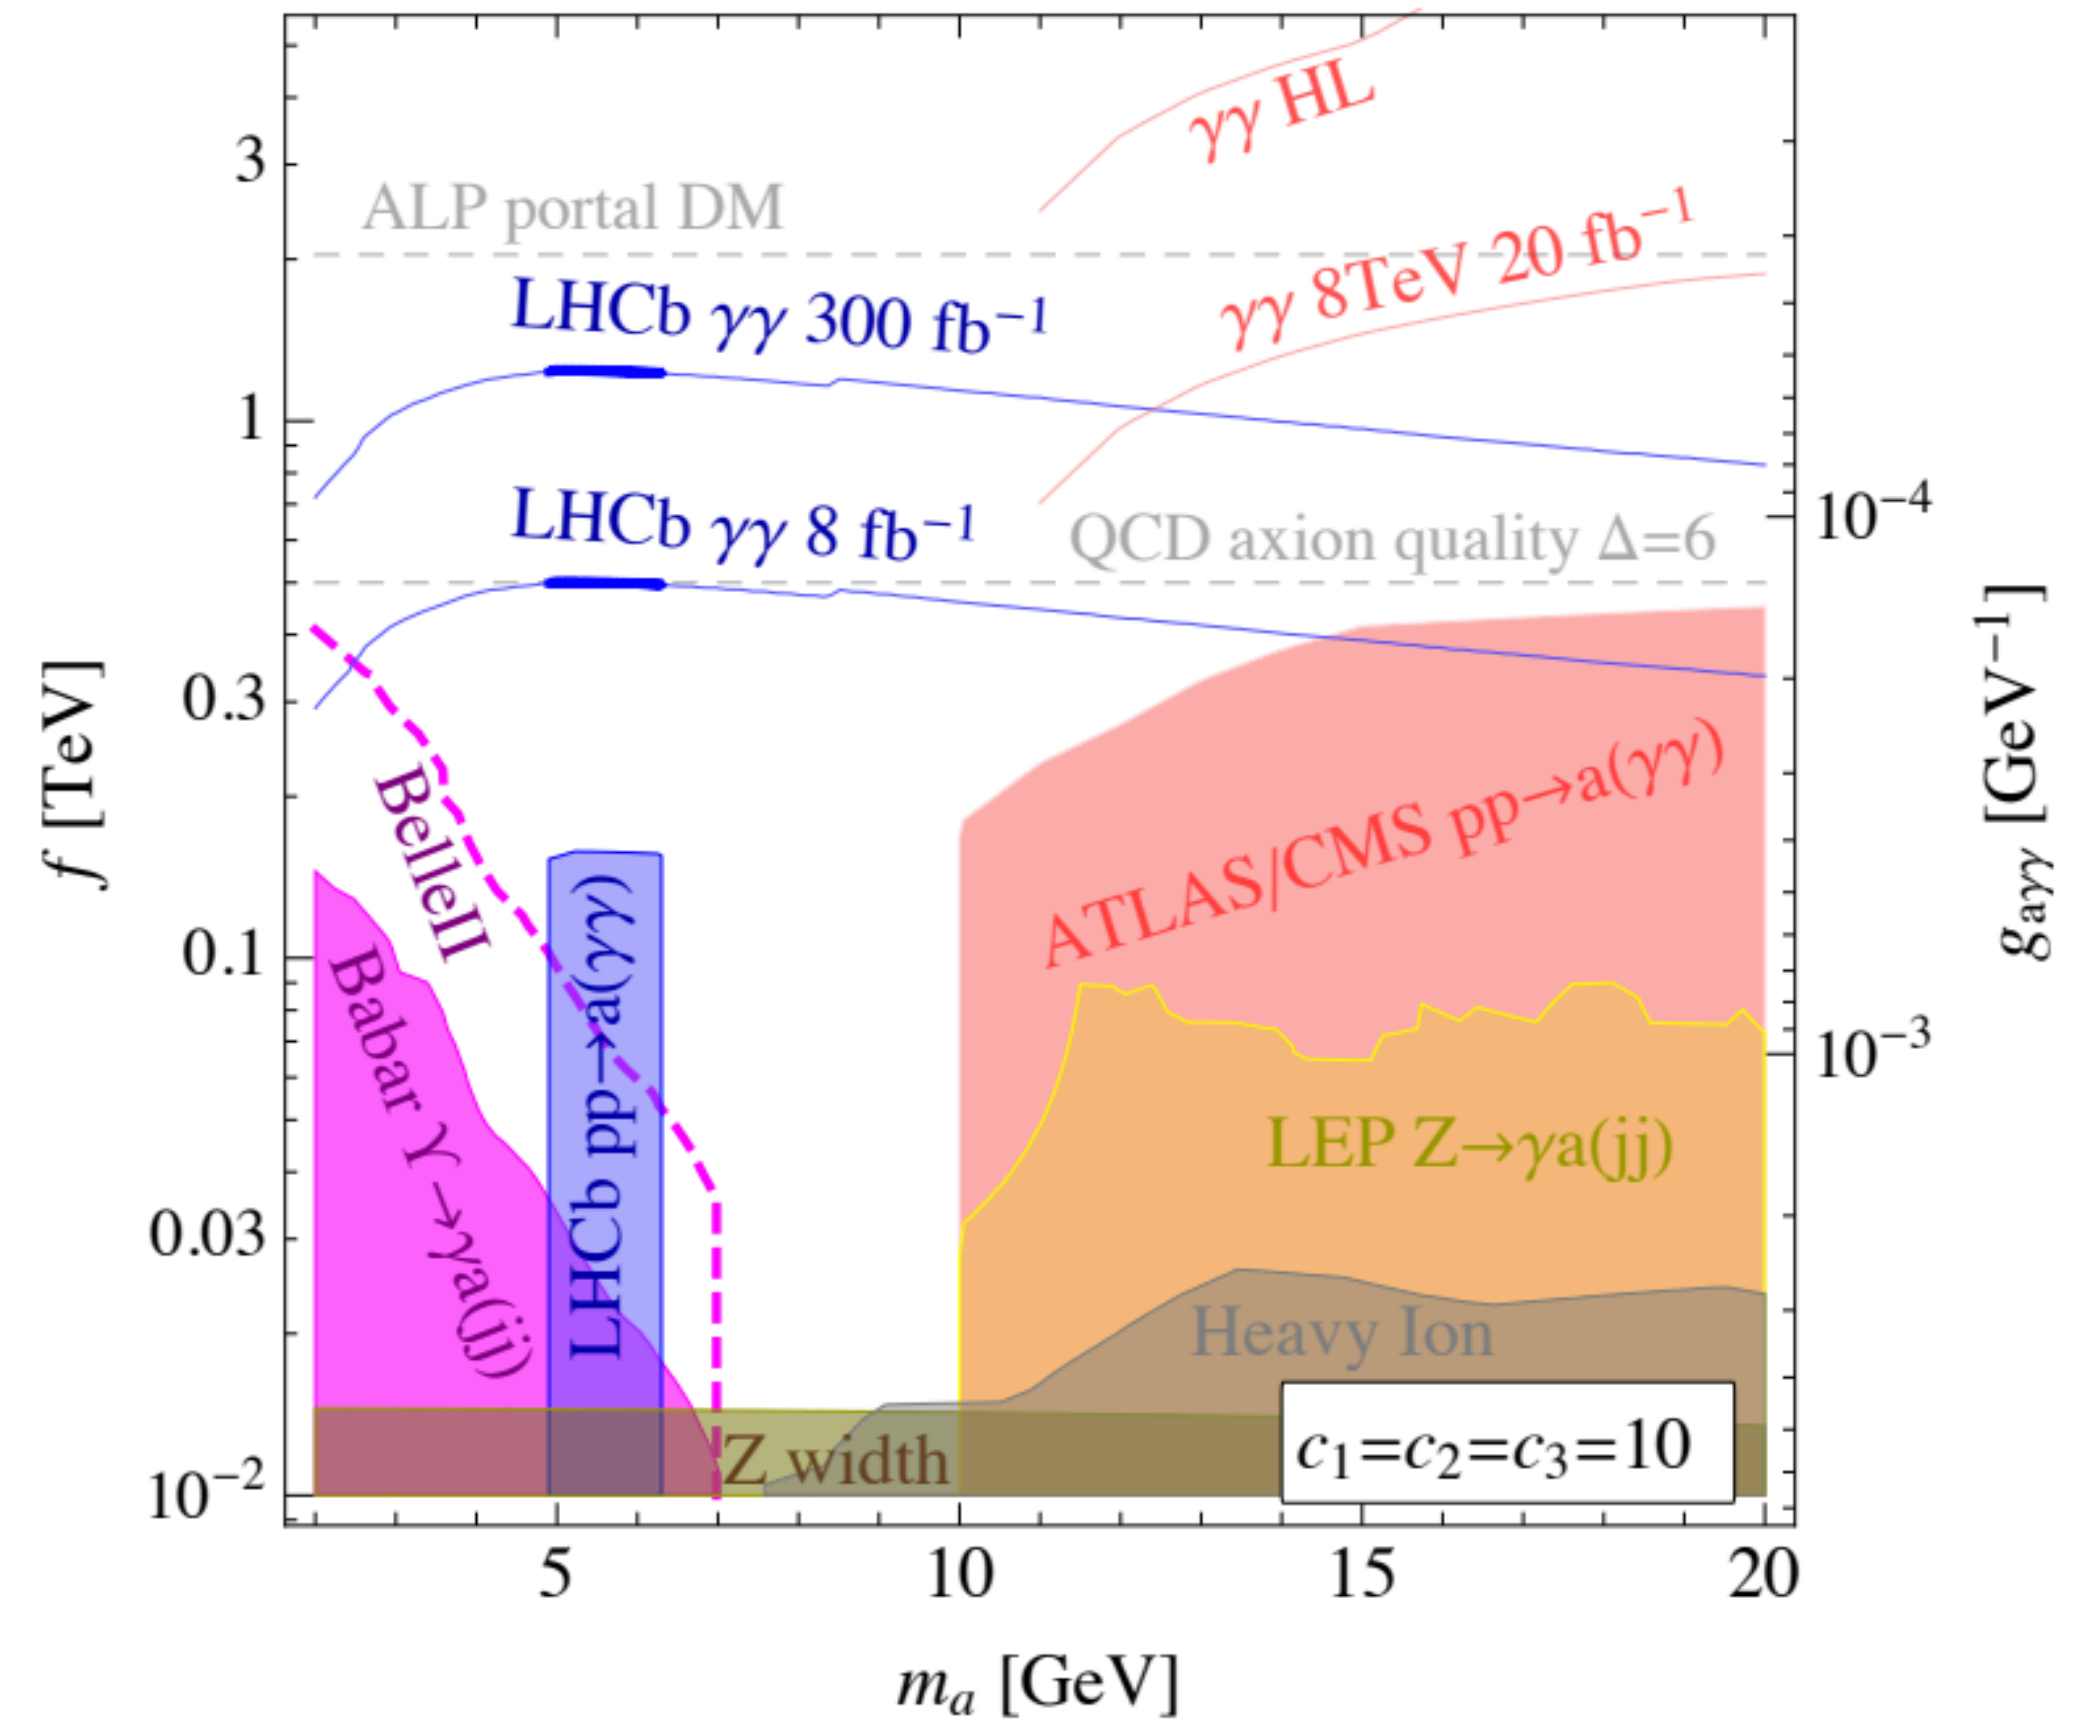 γγ HL
3
ALP portal DM
γγ 8TeV 20 fb⁻¹
LHCb γγ 300 fb⁻¹
1
LHCb γγ 8 fb⁻¹
10⁻⁴
QCD axion quality Δ=6
f [TeV]
0.3
gaγγ [GeV⁻¹]
BelleII
ATLAS/CMS pp→a(γγ)
0.1
10⁻³
Babar ϒ→γa(jj)
LHCb pp→a(γγ)
LEP Z→γa(jj)
0.03
Heavy Ion
Z width
c₁=c₂=c₃=10
10⁻²
5 10 15 20
mₐ [GeV]